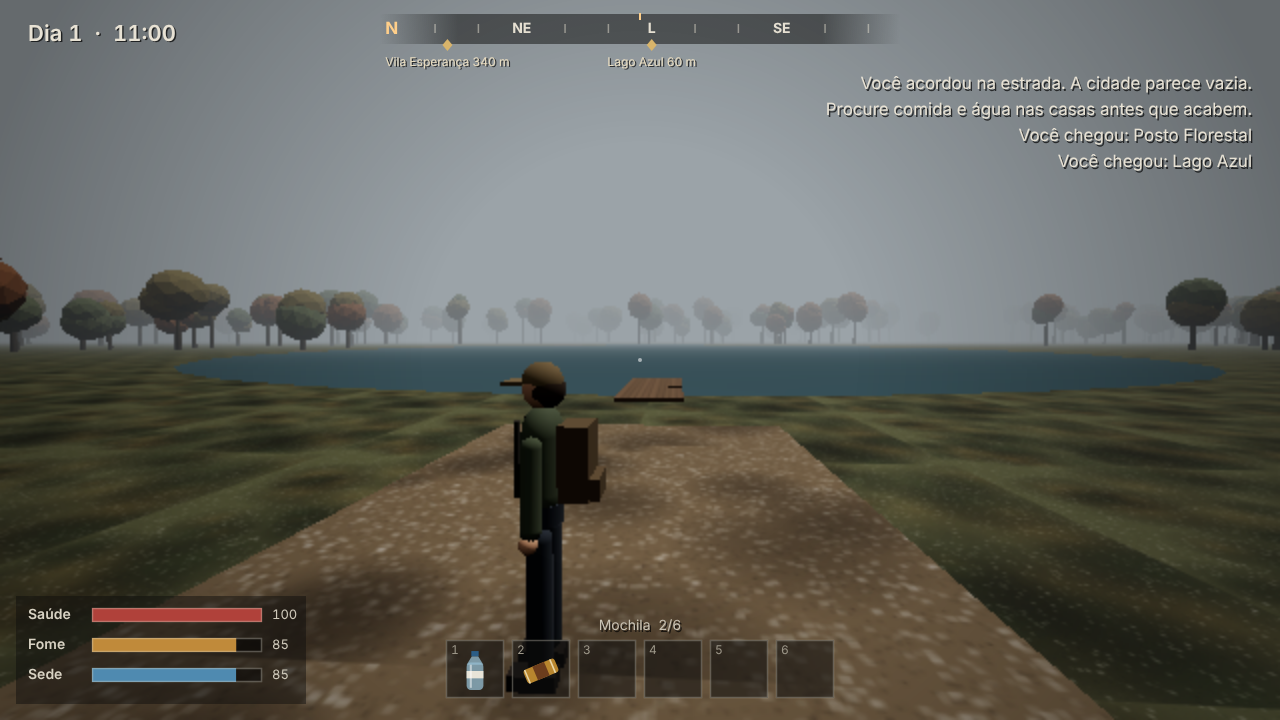 Dia 1 · 11:00
N NE L SE
Vila Esperança 340 m Lago Azul 60 m
Você acordou na estrada. A cidade parece vazia.
Procure comida e água nas casas antes que acabem.
Você chegou: Posto Florestal
Você chegou: Lago Azul
Saúde 100
Fome 85
Sede 85
Mochila 2/6
1 2 3 4 5 6